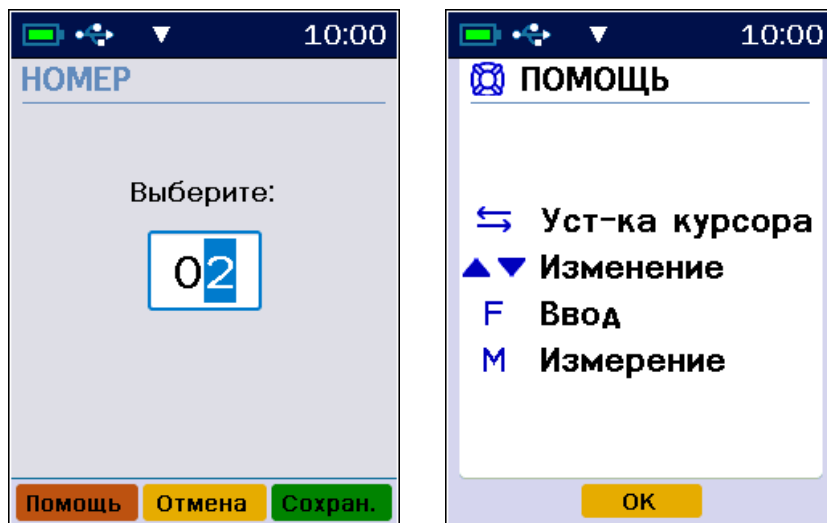 10:00
НОМЕР
Выберите:
02
Помощь Отмена Сохран.
10:00
ПОМОЩЬ
Уст-ка курсора
Изменение
F Ввод
M Измерение
OK